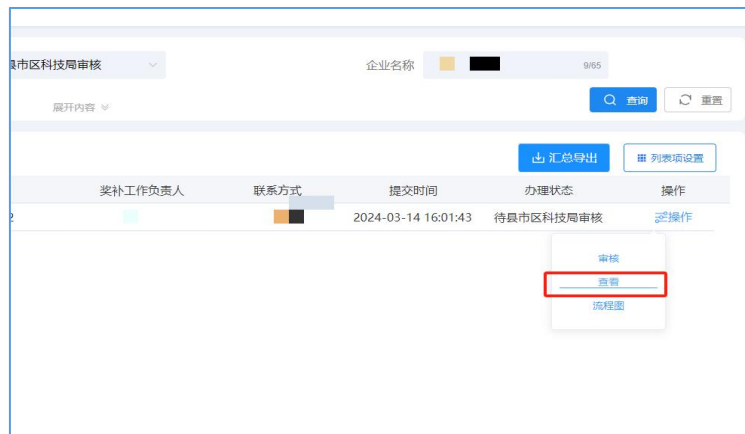 县市区科技局审核 企业名称 9/65
展开内容 查询 重置
汇总导出 列表项设置
奖补工作负责人 联系方式 提交时间 办理状态 操作
2 2024-03-14 16:01:43 待县市区科技局审核 操作
审核
查看
流程图